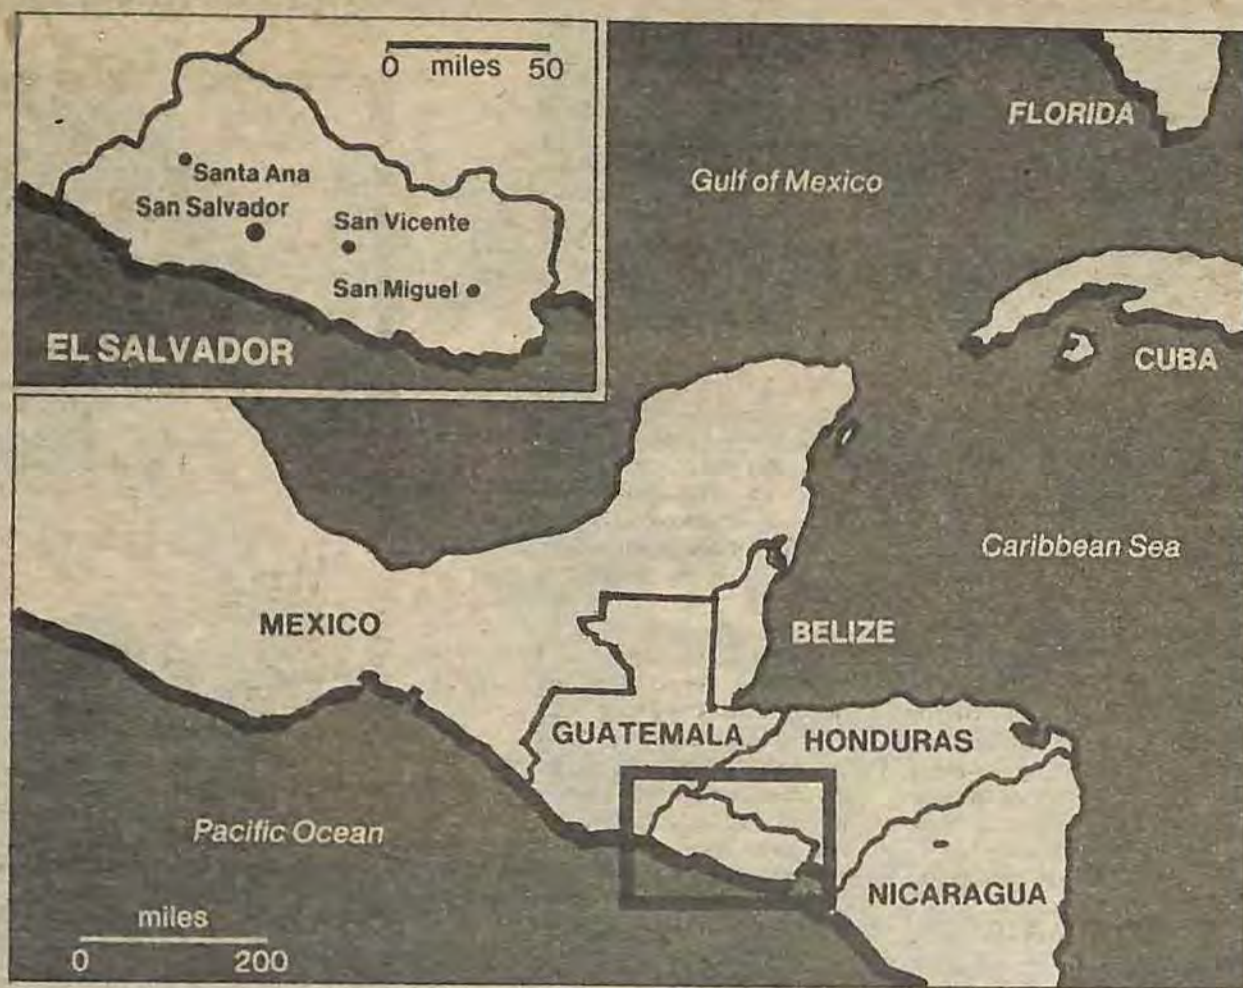 0 miles 50
Santa Ana
San Salvador
San Vicente
San Miguel
EL SALVADOR
FLORIDA
Gulf of Mexico
CUBA
Caribbean Sea
MEXICO
BELIZE
GUATEMALA
HONDURAS
Pacific Ocean
NICARAGUA
miles
0 200